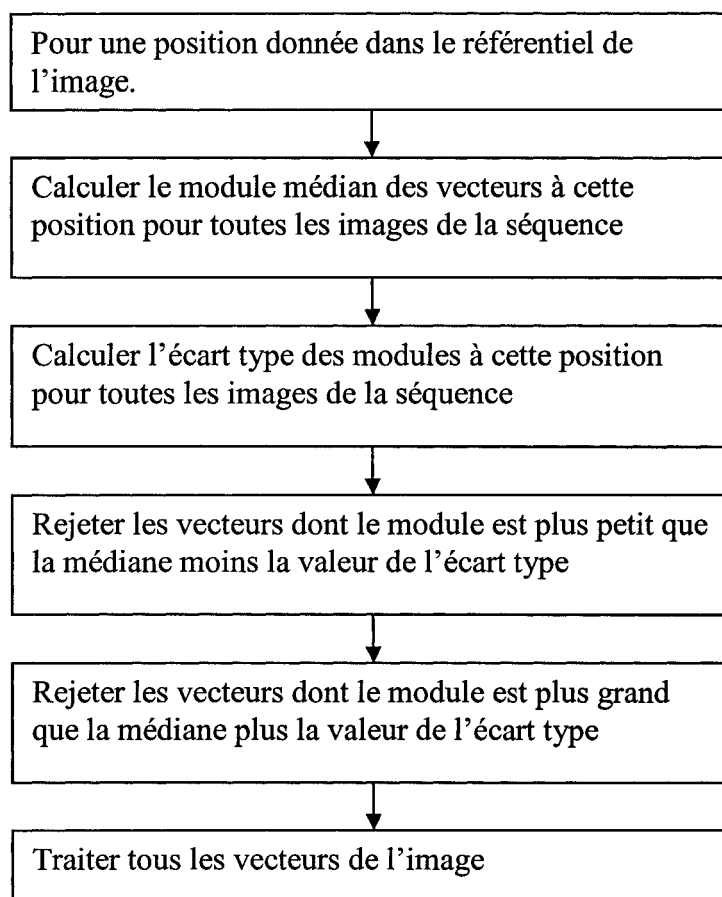 Pour une position donnée dans le référentiel de
l'image.
Calculer le module médian des vecteurs à cette
position pour toutes les images de la séquence
Calculer l'écart type des modules à cette position
pour toutes les images de la séquence
Rejeter les vecteurs dont le module est plus petit que
la médiane moins la valeur de l'écart type
Rejeter les vecteurs dont le module est plus grand
que la médiane plus la valeur de l'écart type
Traiter tous les vecteurs de l'image